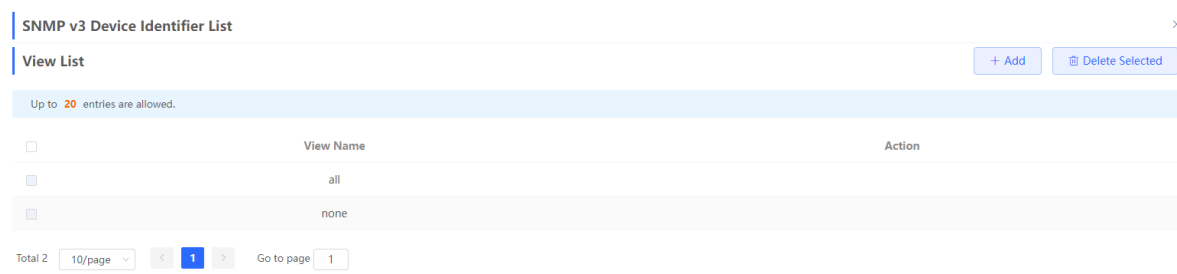 SNMP v3 Device Identifier List
View List
+ Add
Delete Selected
Up to 20 entries are allowed.
View Name Action
all
none
Total 2 10/page < 1 > Go to page 1